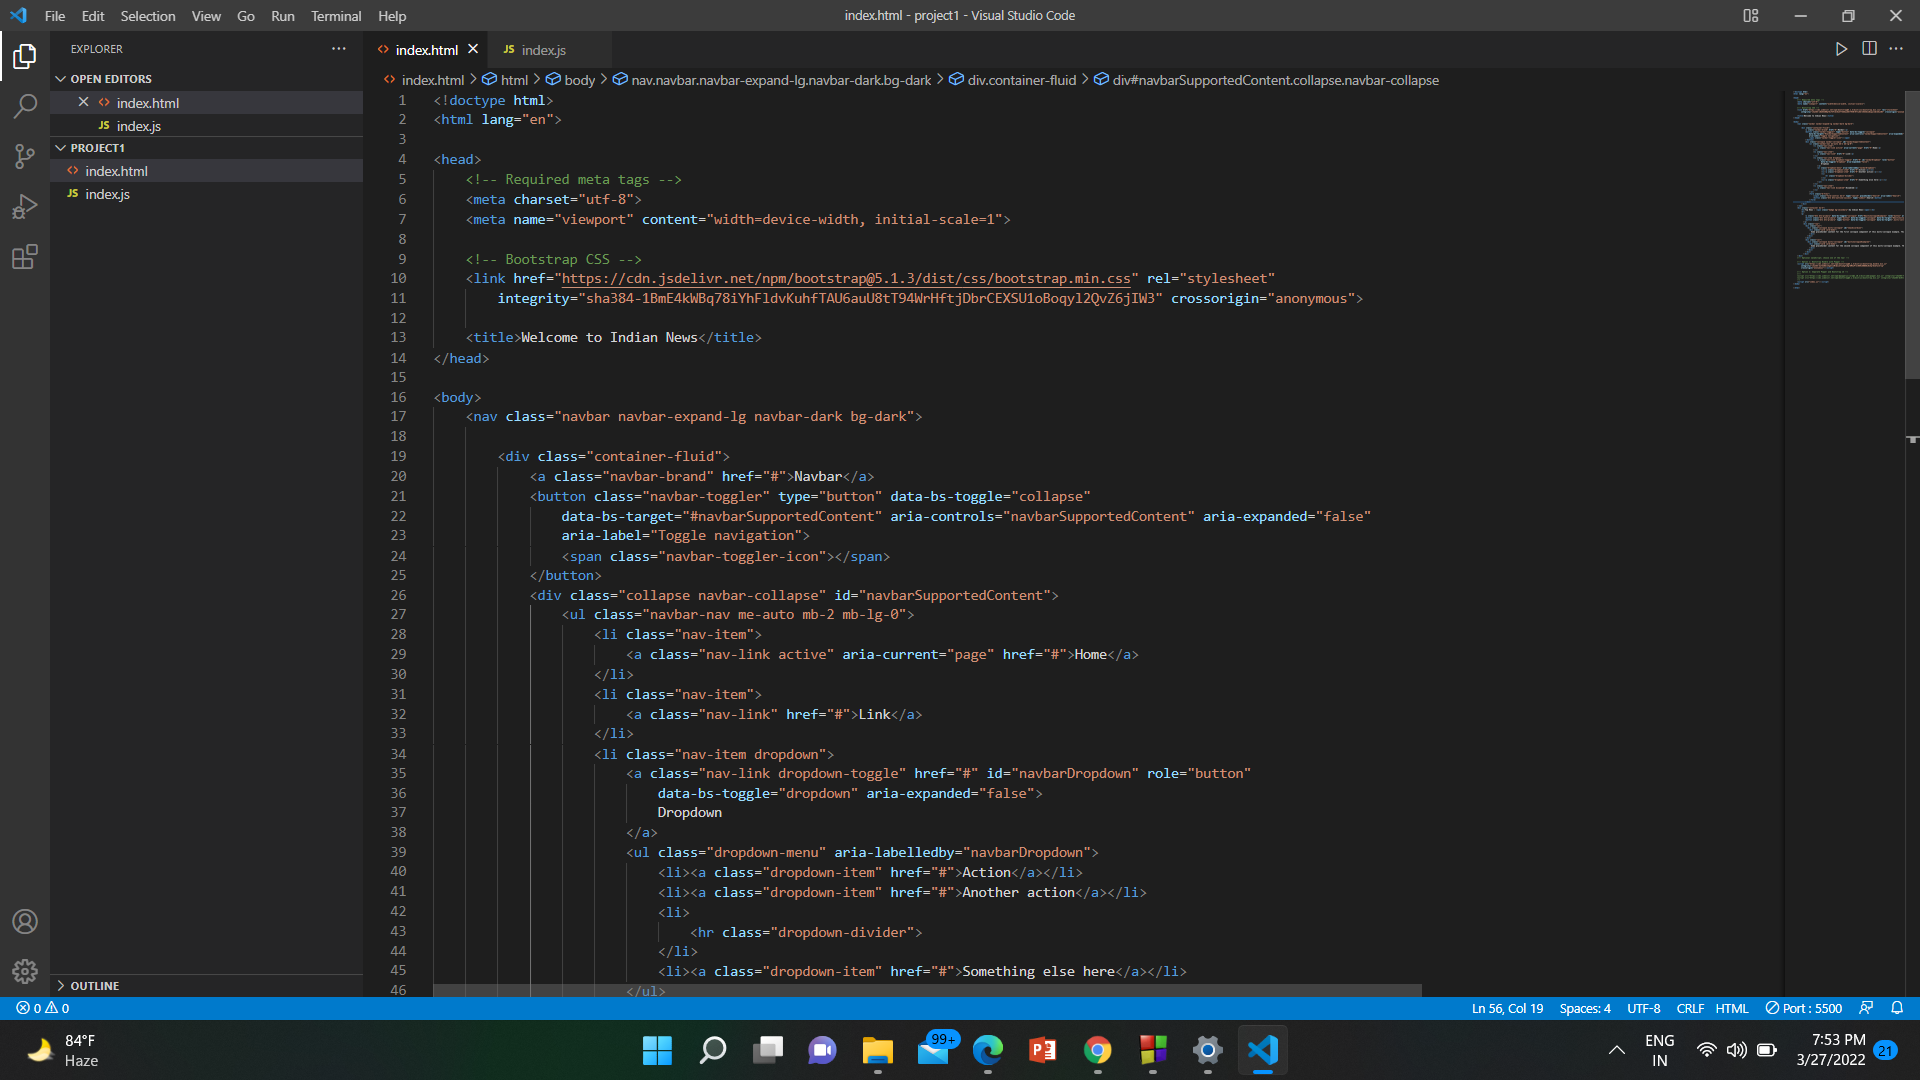 File Edit Selection View Go Run Terminal Help
index.html - project1 - Visual Studio Code
EXPLORER
OPEN EDITORS
index.html
JS index.js
PROJECT1
index.html
JS index.js
OUTLINE
index.html
JS index.js
index.html > html > body > nav.navbar.navbar-expand-lg.navbar-dark.bg-dark > div.container-fluid > div#navbarSupportedContent.collapse.navbar-collapse
1 <!doctype html>
2 <html lang="en">
3
4 <head>
5 <!-- Required meta tags -->
6 <meta charset="utf-8">
7 <meta name="viewport" content="width=device-width, initial-scale=1">
8
9 <!-- Bootstrap CSS -->
10 <link href="https://cdn.jsdelivr.net/npm/bootstrap@5.1.3/dist/css/bootstrap.min.css" rel="stylesheet"
11 integrity="sha384-1BmE4kWBq78iYhFldvKuhfTAU6auU8tT94WrHftjDbrCEXSU1oBoqyl2QvZ6jIW3" crossorigin="anonymous">
12
13 <title>Welcome to Indian News</title>
14 </head>
15
16 <body>
17 <nav class="navbar navbar-expand-lg navbar-dark bg-dark">
18
19 <div class="container-fluid">
20 <a class="navbar-brand" href="#">Navbar</a>
21 <button class="navbar-toggler" type="button" data-bs-toggle="collapse"
22 data-bs-target="#navbarSupportedContent" aria-controls="navbarSupportedContent" aria-expanded="false"
23 aria-label="Toggle navigation">
24 <span class="navbar-toggler-icon"></span>
25 </button>
26 <div class="collapse navbar-collapse" id="navbarSupportedContent">
27 <ul class="navbar-nav me-auto mb-2 mb-lg-0">
28 <li class="nav-item">
29 <a class="nav-link active" aria-current="page" href="#">Home</a>
30 </li>
31 <li class="nav-item">
32 <a class="nav-link" href="#">Link</a>
33 </li>
34 <li class="nav-item dropdown">
35 <a class="nav-link dropdown-toggle" href="#" id="navbarDropdown" role="button"
36 data-bs-toggle="dropdown" aria-expanded="false">
37 Dropdown
38 </a>
39 <ul class="dropdown-menu" aria-labelledby="navbarDropdown">
40 <li><a class="dropdown-item" href="#">Action</a></li>
41 <li><a class="dropdown-item" href="#">Another action</a></li>
42 <li>
43 <hr class="dropdown-divider">
44 </li>
45 <li><a class="dropdown-item" href="#">Something else here</a></li>
46 </ul>
0 0
Ln 56, Col 19 Spaces: 4 UTF-8 CRLF HTML Port : 5500
84°F
Haze
99+
ENG
IN
7:53 PM
3/27/2022
21